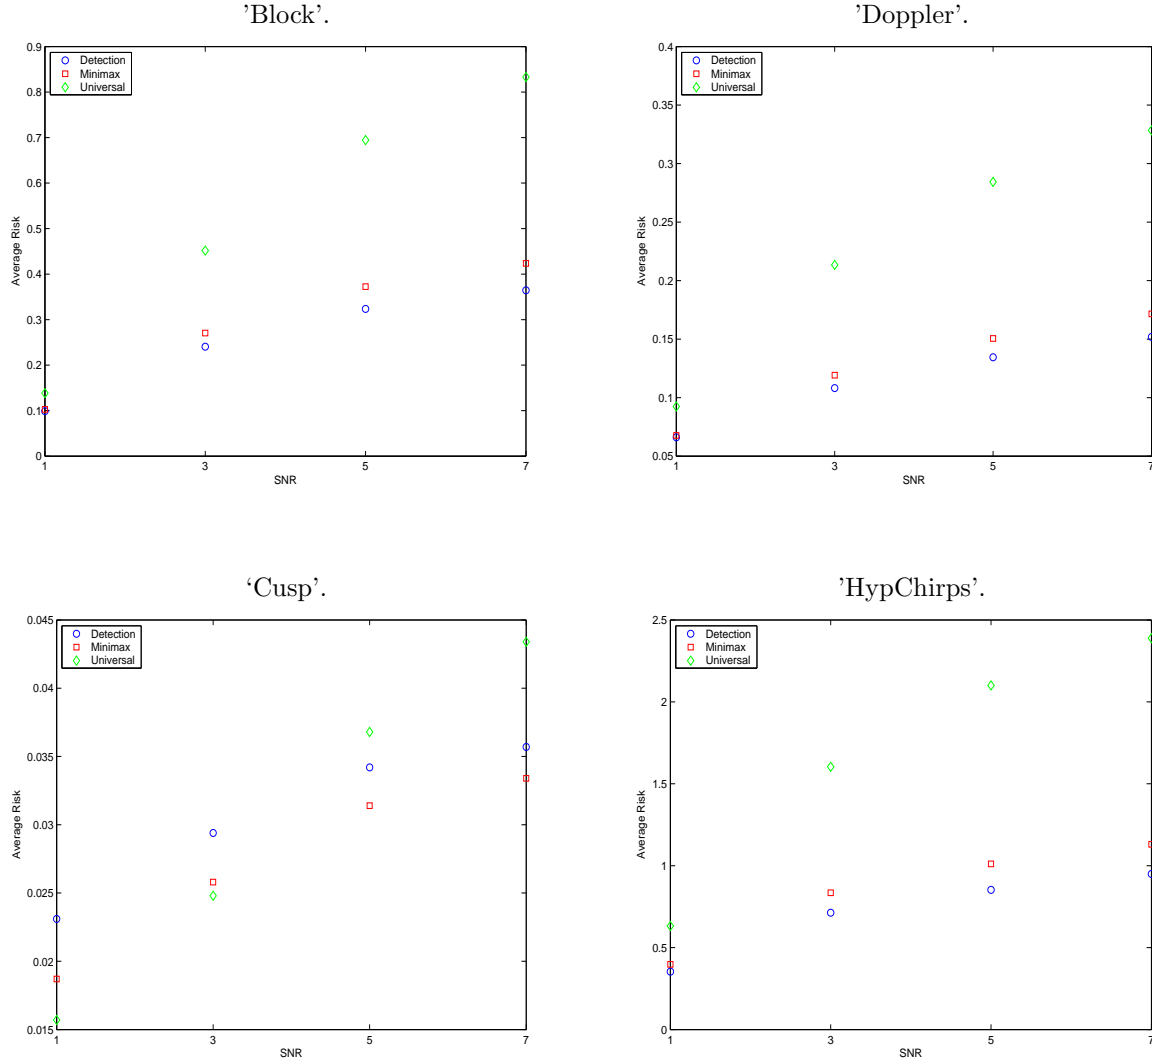 ’Block’.
0.9
0.8
0.7
0.6
0.5
0.4
0.3
0.2
0.1
0
Average Risk
Detection
Minimax
Universal
1
3
5
7
SNR
’Doppler’.
0.4
0.35
0.3
0.25
0.2
0.15
0.1
0.05
Average Risk
Detection
Minimax
Universal
1
3
5
7
SNR
‘Cusp’.
0.045
0.04
0.035
0.03
0.025
0.02
0.015
Average Risk
Detection
Minimax
Universal
1
3
5
7
SNR
’HypChirps’.
2.5
2
1.5
1
0.5
0
Average Risk
Detection
Minimax
Universal
1
3
5
7
SNR